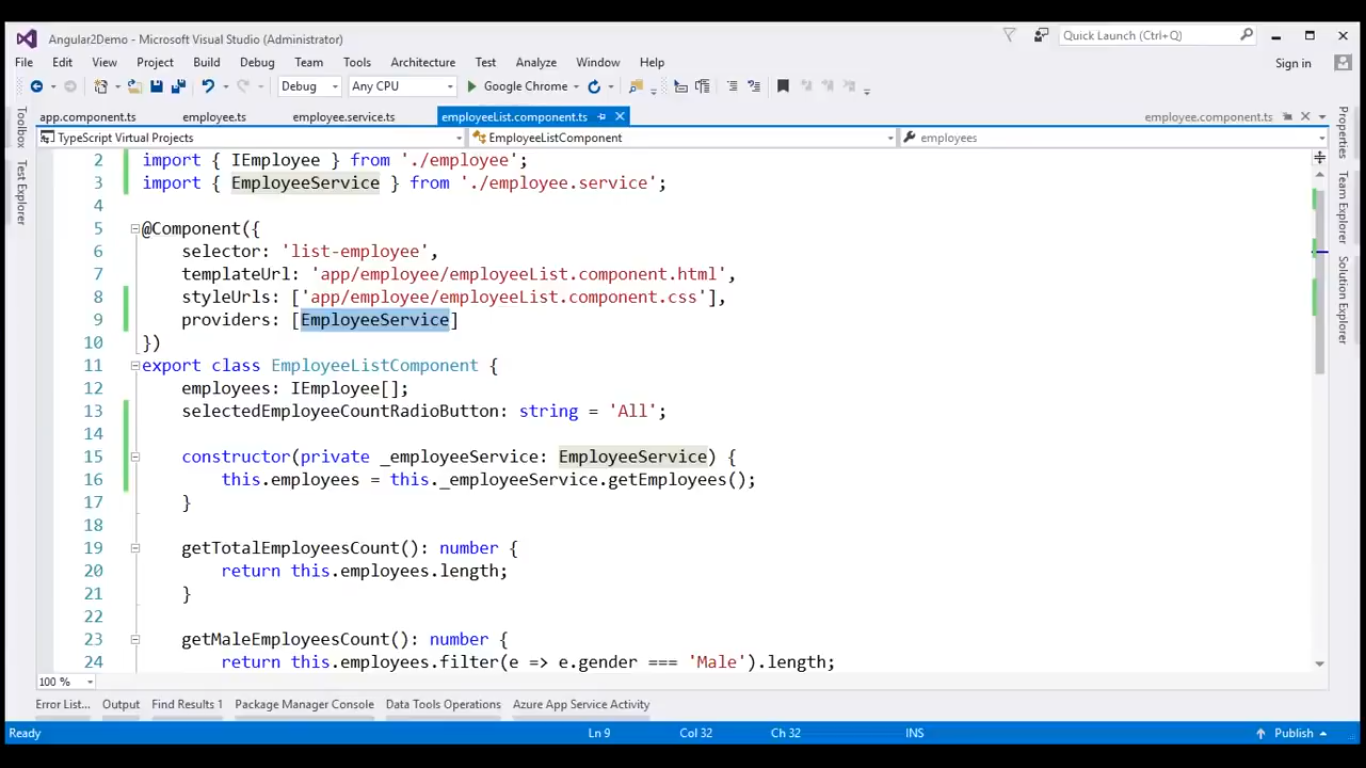 Angular2Demo - Microsoft Visual Studio (Administrator)
Quick Launch (Ctrl+Q)
File Edit View Project Build Debug Team Tools Architecture Test Analyze Window Help
Sign in
Debug Any CPU Google Chrome
app.component.ts employee.ts employee.service.ts employeeList.component.ts employee.component.ts
TypeScript Virtual Projects EmployeeListComponent employees
Toolbox
Test Explorer
Properties
Team Explorer
Solution Explorer
2 import { IEmployee } from './employee';
3 import { EmployeeService } from './employee.service';
4
5 @Component({
6 selector: 'list-employee',
7 templateUrl: 'app/employee/employeeList.component.html',
8 styleUrls: ['app/employee/employeeList.component.css'],
9 providers: [EmployeeService]
10 })
11 export class EmployeeListComponent {
12 employees: IEmployee[];
13 selectedEmployeeCountRadioButton: string = 'All';
14
15 constructor(private _employeeService: EmployeeService) {
16 this.employees = this._employeeService.getEmployees();
17 }
18
19 getTotalEmployeesCount(): number {
20 return this.employees.length;
21 }
22
23 getMaleEmployeesCount(): number {
24 return this.employees.filter(e => e.gender === 'Male').length;
100 %
Error List... Output Find Results 1 Package Manager Console Data Tools Operations Azure App Service Activity
Ready Ln 9 Col 32 Ch 32 INS Publish